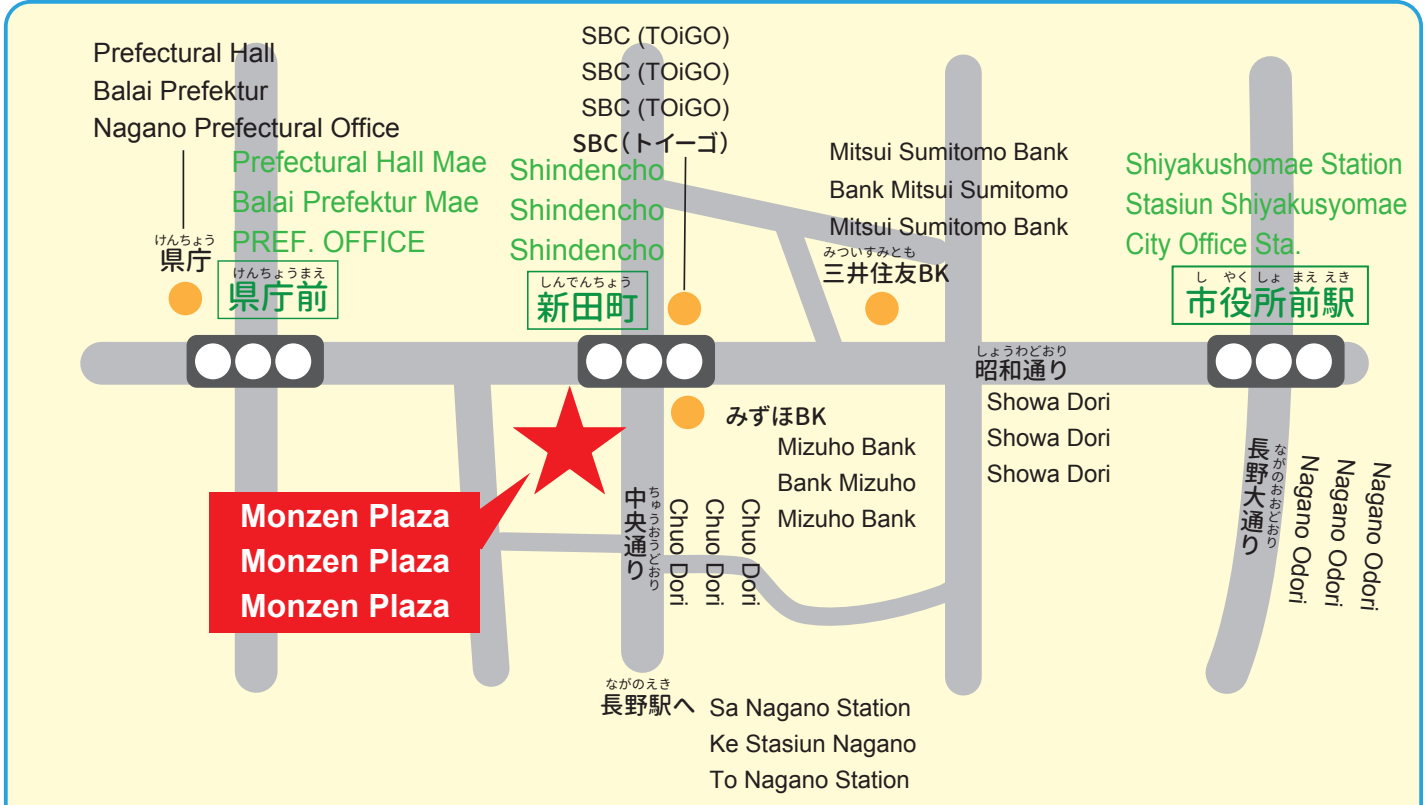 Prefectural Hall
Balai Prefektur
Nagano Prefectural Office
けんちょう
県庁
Prefectural Hall Mae
Balai Prefektur Mae
PREF. OFFICE
けんちょうまえ
県庁前
SBC (TOiGO)
SBC (TOiGO)
SBC (TOiGO)
SBC(トイーゴ)
Shindencho
Shindencho
Shindencho
しんでんちょう
新田町
Mitsui Sumitomo Bank
Bank Mitsui Sumitomo
Mitsui Sumitomo Bank
みついすみとも
三井住友BK
Shiyakushomae Station
Stasiun Shiyakusyomae
City Office Sta.
し やく しょ まえ えき
市役所前駅
しょうわどおり
昭和通り
Showa Dori
Showa Dori
Showa Dori
みずほBK
Mizuho Bank
Bank Mizuho
Mizuho Bank
Monzen Plaza
Monzen Plaza
Monzen Plaza
ちゅうおうどおり
中央通り
Chuo Dori
Chuo Dori
Chuo Dori
ながのおおどおり
長野大通り
Nagano Odori
Nagano Odori
Nagano Odori
ながのえき
長野駅へ
Sa Nagano Station
Ke Stasiun Nagano
To Nagano Station